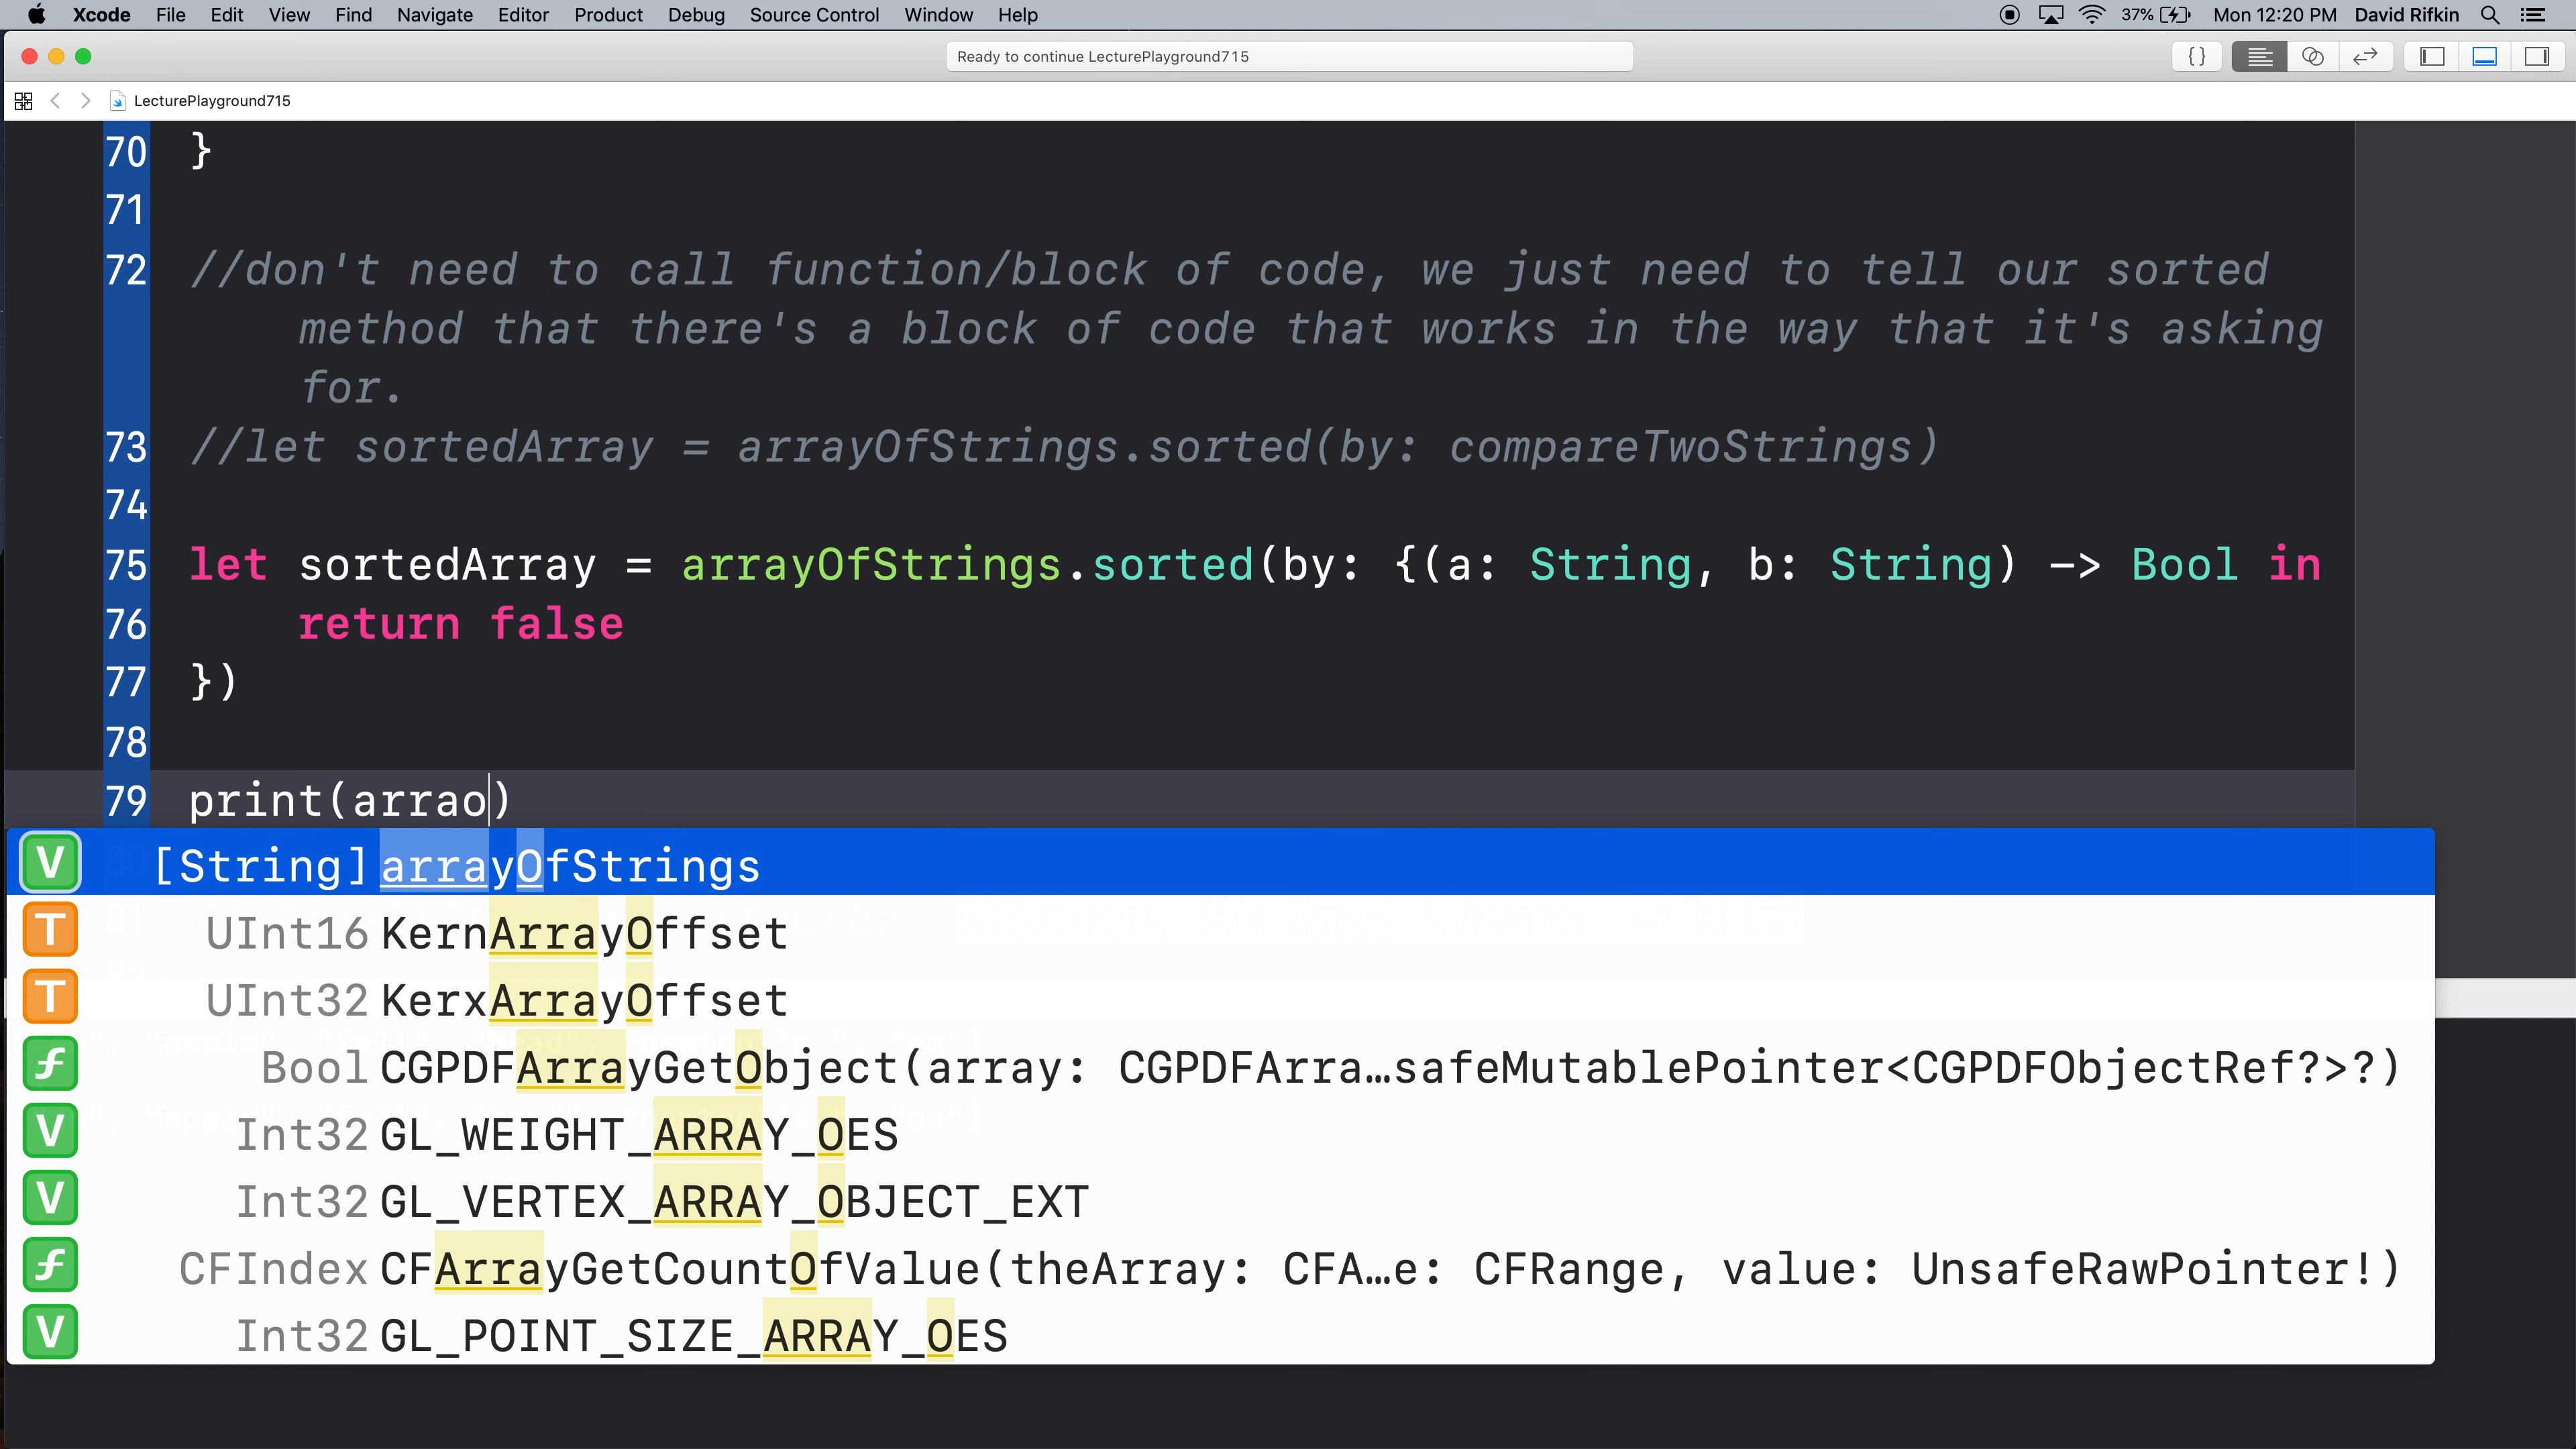 Xcode File Edit View Find Navigate Editor Product Debug Source Control Window Help 37% Mon 12:20 PM David Rifkin
Ready to continue LecturePlayground715 {}
LecturePlayground715
70 }
71
72 //don't need to call function/block of code, we just need to tell our sorted
method that there's a block of code that works in the way that it's asking
for.
73 //let sortedArray = arrayOfStrings.sorted(by: compareTwoStrings)
74
75 let sortedArray = arrayOfStrings.sorted(by: {(a: String, b: String) -> Bool in
76 return false
77 })
78
79 print(arrao)
V [String] arrayOfStrings
T UInt16 KernArrayOffset
T UInt32 KerxArrayOffset
f Bool CGPDFArrayGetObject(array: CGPDFArra…safeMutablePointer<CGPDFObjectRef?>?)
V Int32 GL_WEIGHT_ARRAY_OES
V Int32 GL_VERTEX_ARRAY_OBJECT_EXT
f CFIndex CFArrayGetCountOfValue(theArray: CFA…e: CFRange, value: UnsafeRawPointer!)
V Int32 GL_POINT_SIZE_ARRAY_OES